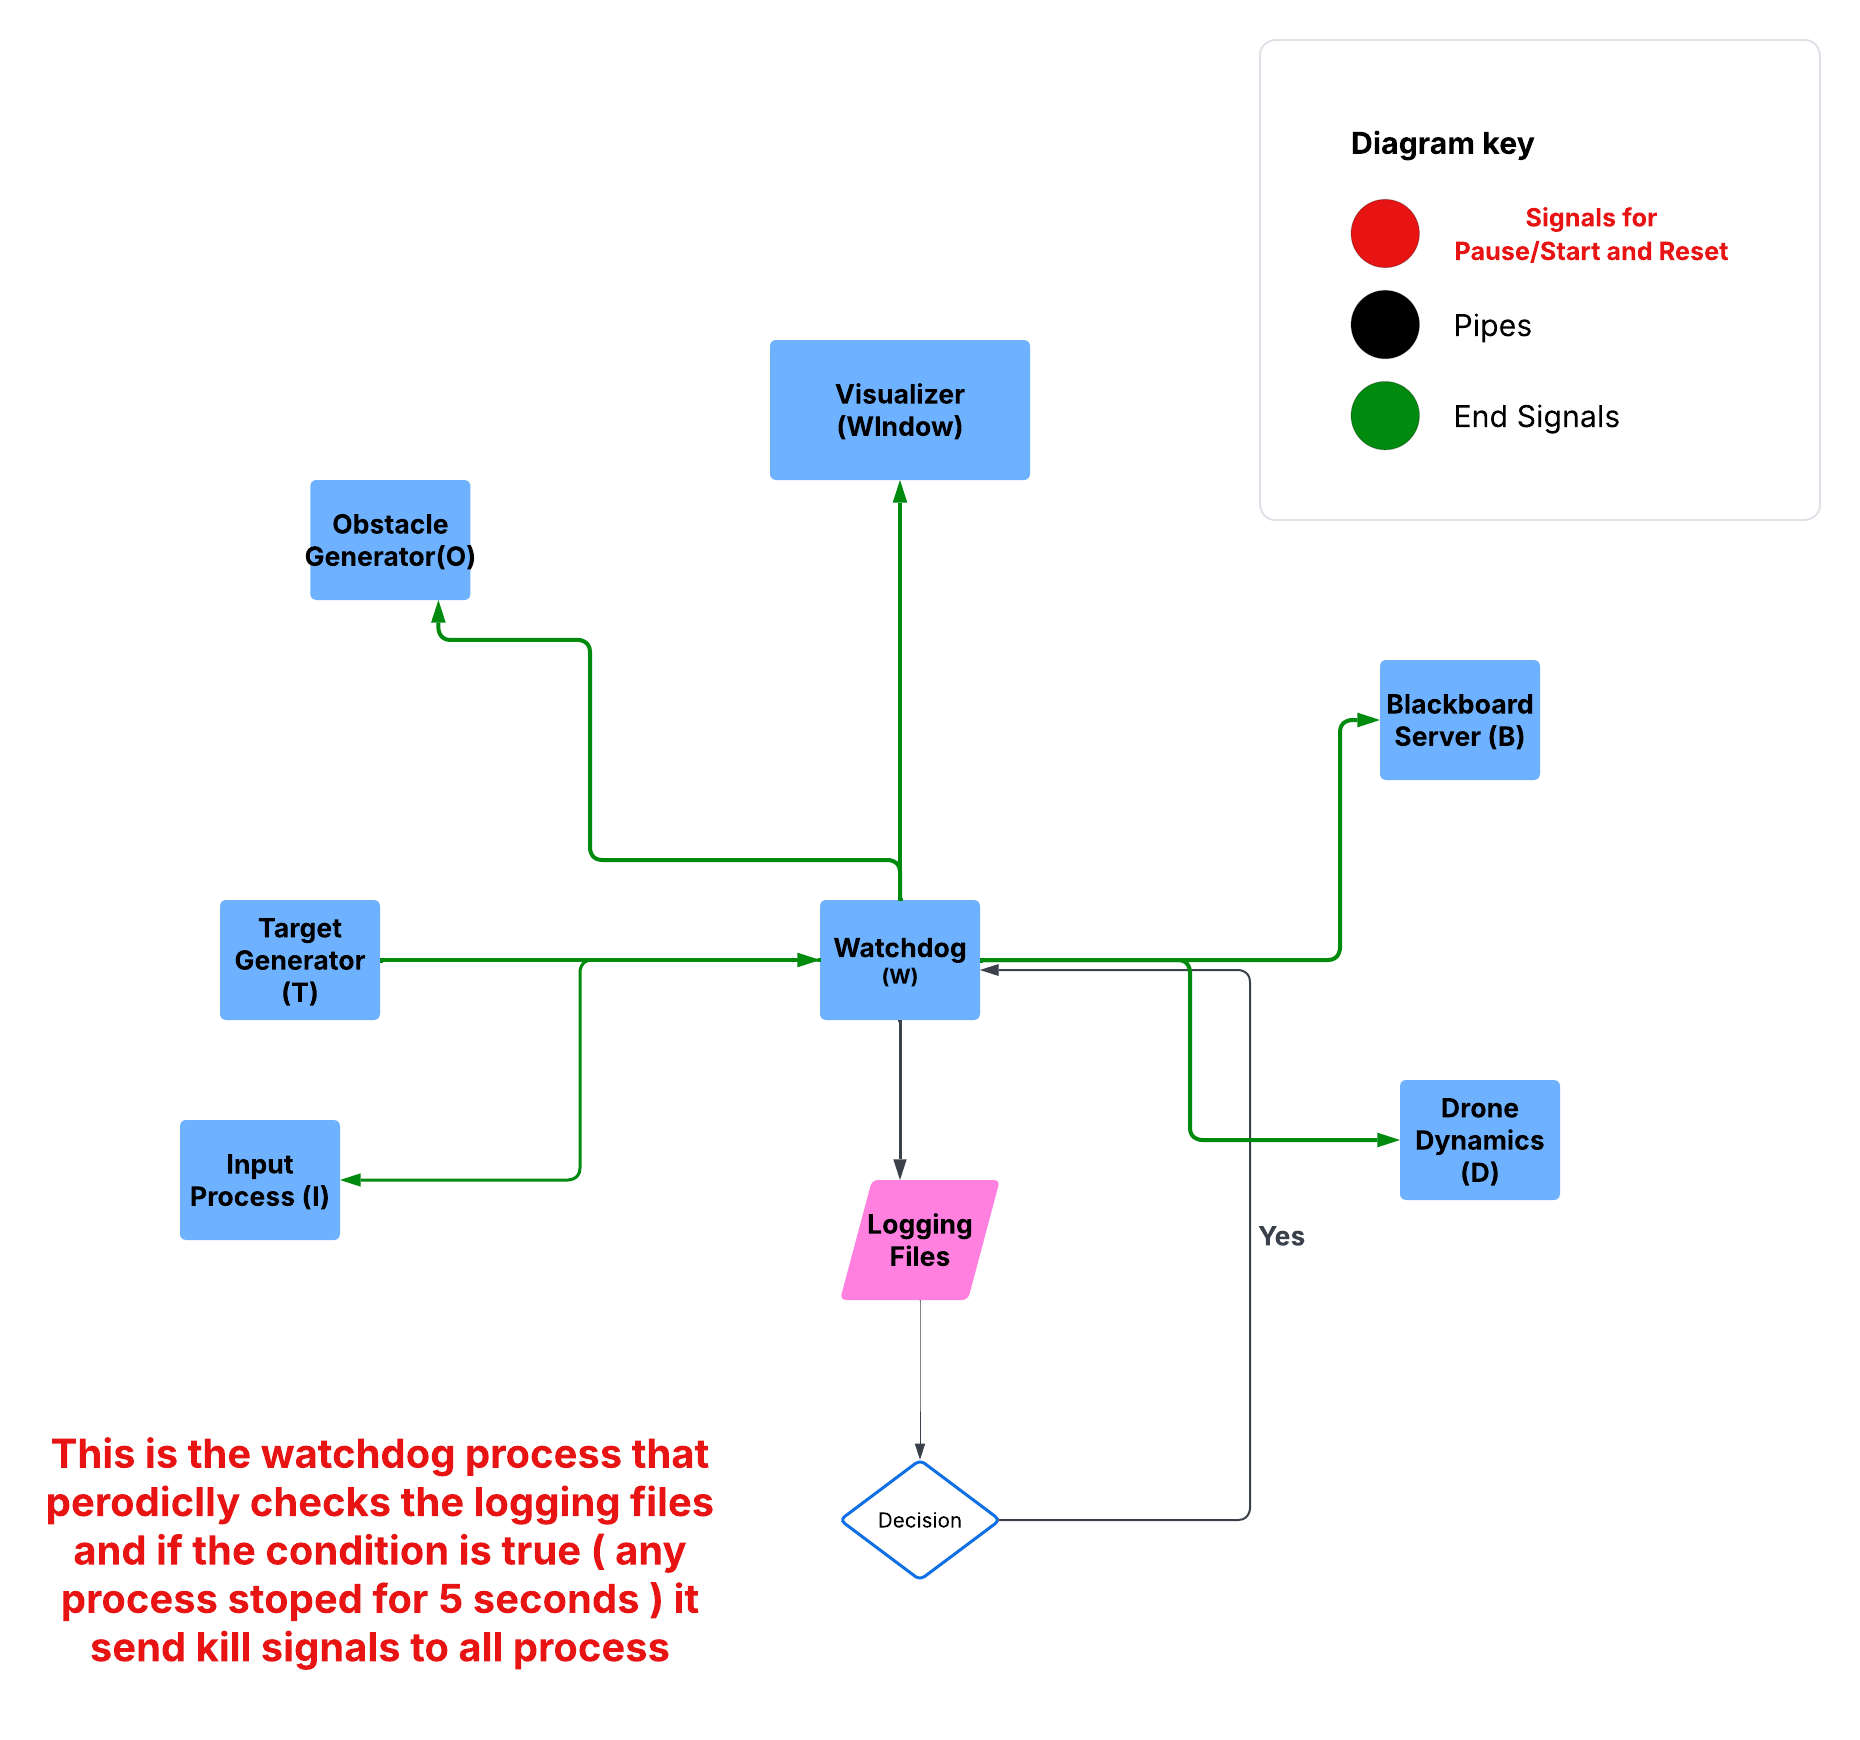 Diagram key
Signals for
Pause/Start and Reset
Pipes
End Signals
Visualizer
(WIndow)
Obstacle
Generator(O)
Blackboard
Server (B)
Target
Generator
(T)
Watchdog
(W)
Drone
Dynamics
(D)
Input
Process (I)
Logging
Files
Yes
Decision
This is the watchdog process that
perodiclly checks the logging files
and if the condition is true ( any
process stoped for 5 seconds ) it
send kill signals to all process